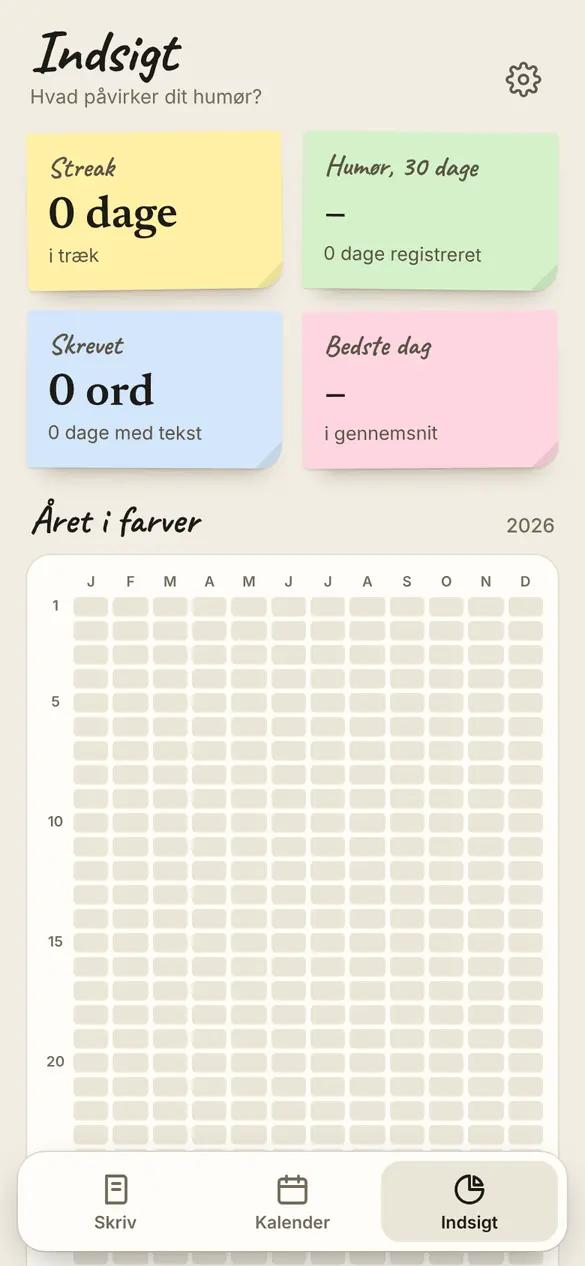 Indsigt
Hvad påvirker dit humør?
Streak
0 dage
i træk
Humør, 30 dage
–
0 dage registreret
Skrevet
0 ord
0 dage med tekst
Bedste dag
–
i gennemsnit
Året i farver
2026
J F M A M J J A S O N D
1
5
10
15
20
Skriv
Kalender
Indsigt